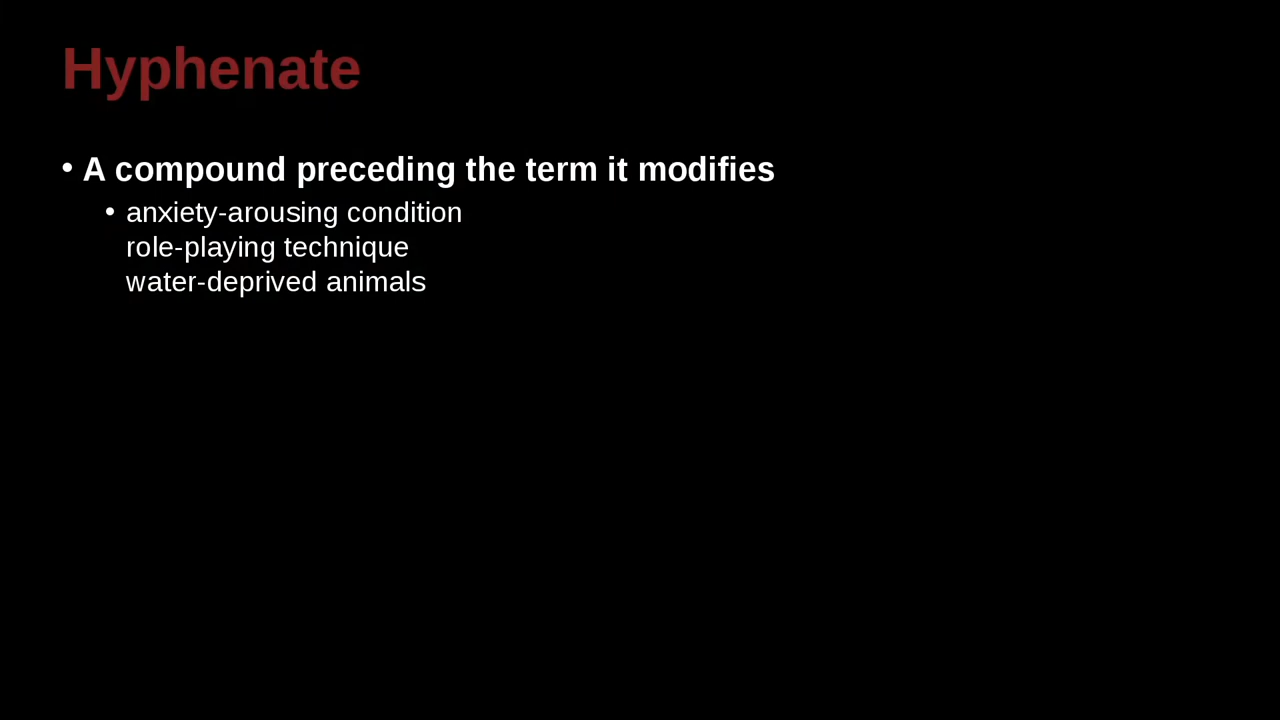 Hyphenate
• A compound preceding the term it modifies
• anxiety-arousing condition
role-playing technique
water-deprived animals